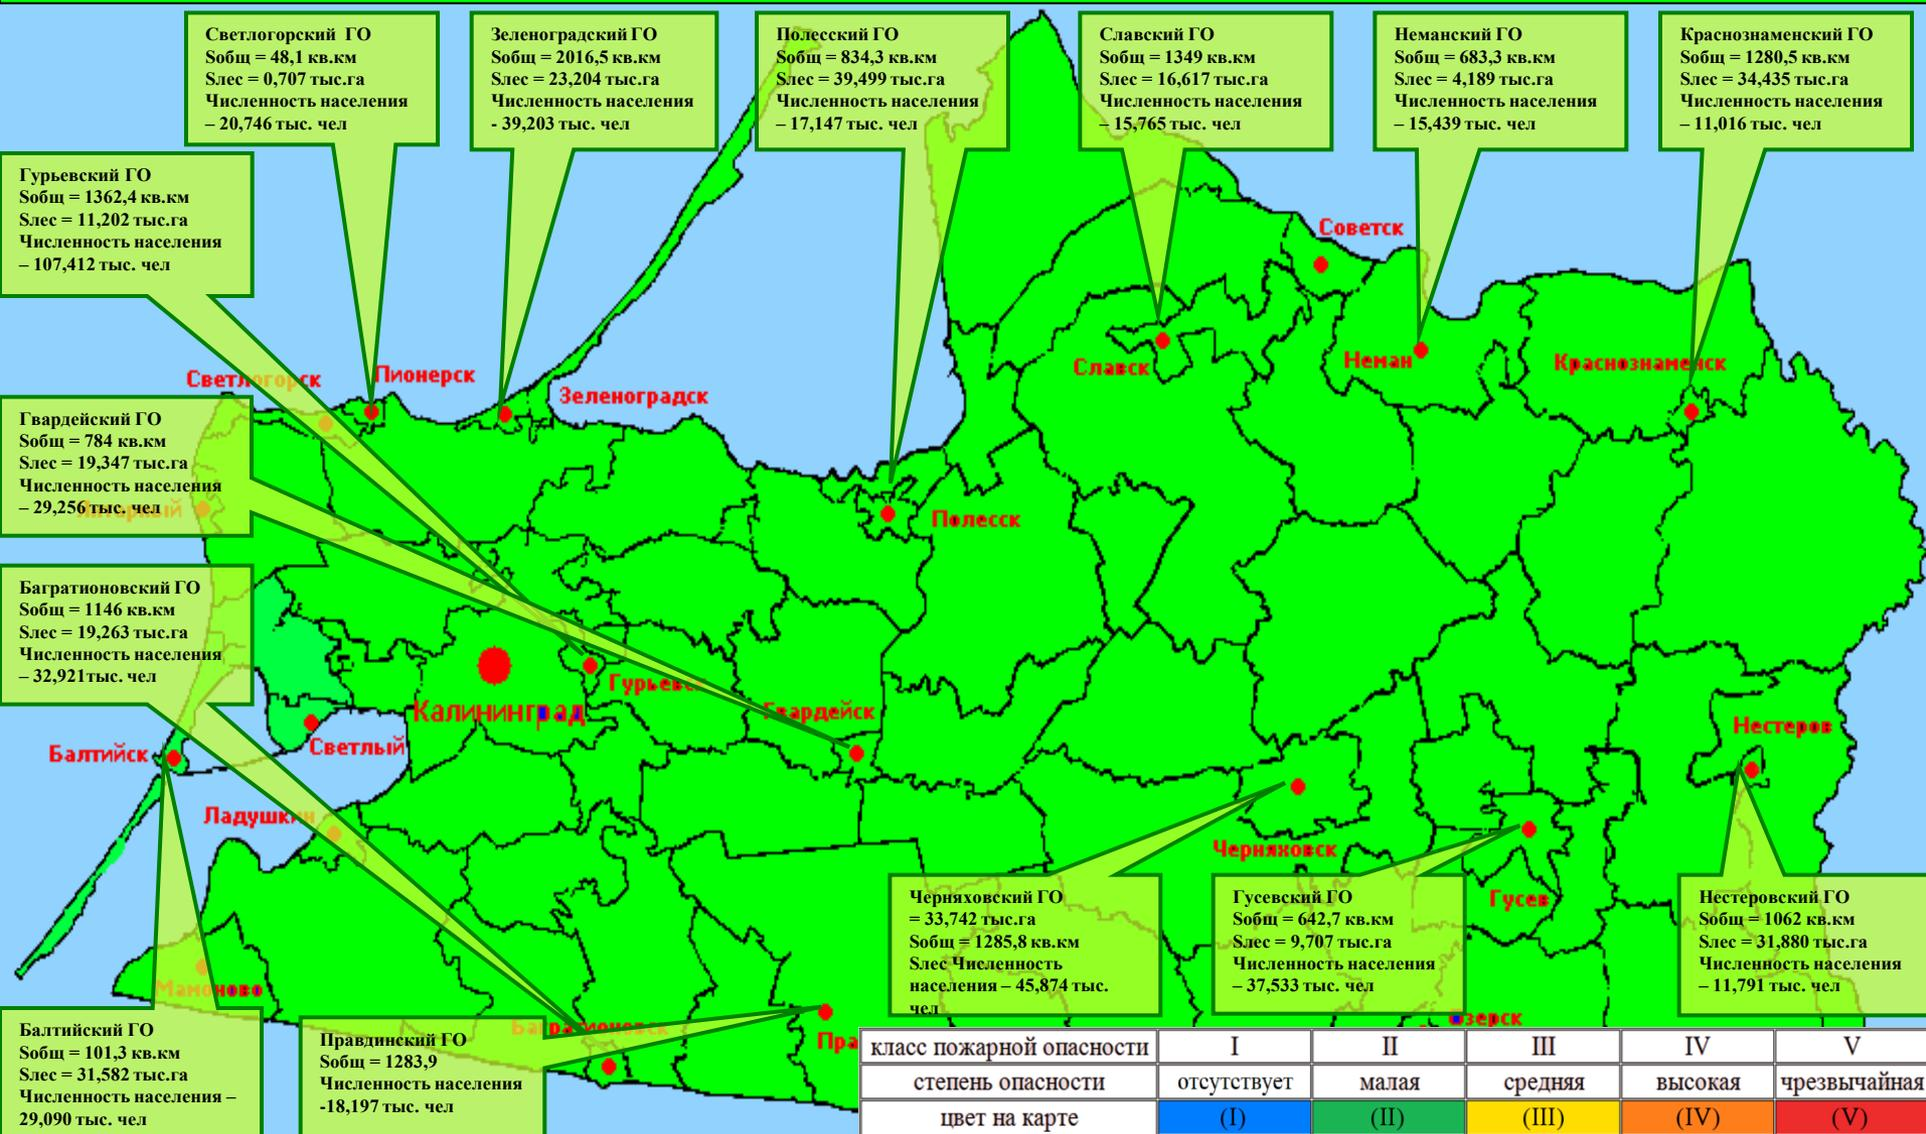 Светлогорский ГО
Sобщ = 48,1 кв.км
Sлес = 0,707 тыс.га
Численность населения
– 20,746 тыс. чел
Зеленоградский ГО
Sобщ = 2016,5 кв.км
Sлес = 23,204 тыс.га
Численность населения
- 39,203 тыс. чел
Полесский ГО
Sобщ = 834,3 кв.км
Sлес = 39,499 тыс.га
Численность населения
– 17,147 тыс. чел
Славский ГО
Sобщ = 1349 кв.км
Sлес = 16,617 тыс.га
Численность населения
– 15,765 тыс. чел
Неманский ГО
Sобщ = 683,3 кв.км
Sлес = 4,189 тыс.га
Численность населения
– 15,439 тыс. чел
Краснознаменский ГО
Sобщ = 1280,5 кв.км
Sлес = 34,435 тыс.га
Численность населения
– 11,016 тыс. чел
Гурьевский ГО
Sобщ = 1362,4 кв.км
Sлес = 11,202 тыс.га
Численность населения
– 107,412 тыс. чел
Советск
Славск
Неман
Краснознаменск
Светлогорск
Пионерск
Зеленоградск
Гвардейский ГО
Sобщ = 784 кв.км
Sлес = 19,347 тыс.га
Численность населения
– 29,256 тыс. чел
Янтарный
Полесск
Багратионовский ГО
Sобщ = 1146 кв.км
Sлес = 19,263 тыс.га
Численность населения
– 32,921тыс. чел
Гурьевск
Калининград
Гвардейск
Нестеров
Светлый
Балтийск
Ладушкин
Черняховск
Гусев
Мамоново
Багратионовск
Озерск
Черняховский ГО
= 33,742 тыс.га
Sобщ = 1285,8 кв.км
Sлес Численность
населения – 45,874 тыс.
чел
Гусевский ГО
Sобщ = 642,7 кв.км
Sлес = 9,707 тыс.га
Численность населения
– 37,533 тыс. чел
Нестеровский ГО
Sобщ = 1062 кв.км
Sлес = 31,880 тыс.га
Численность населения
– 11,791 тыс. чел
Балтийский ГО
Sобщ = 101,3 кв.км
Sлес = 31,582 тыс.га
Численность населения –
29,090 тыс. чел
Правдинский ГО
Sобщ = 1283,9
Численность населения
-18,197 тыс. чел
Пра
класс пожарной опасности I II III IV V
степень опасности отсутствует малая средняя высокая чрезвычайная
цвет на карте (I) (II) (III) (IV) (V)